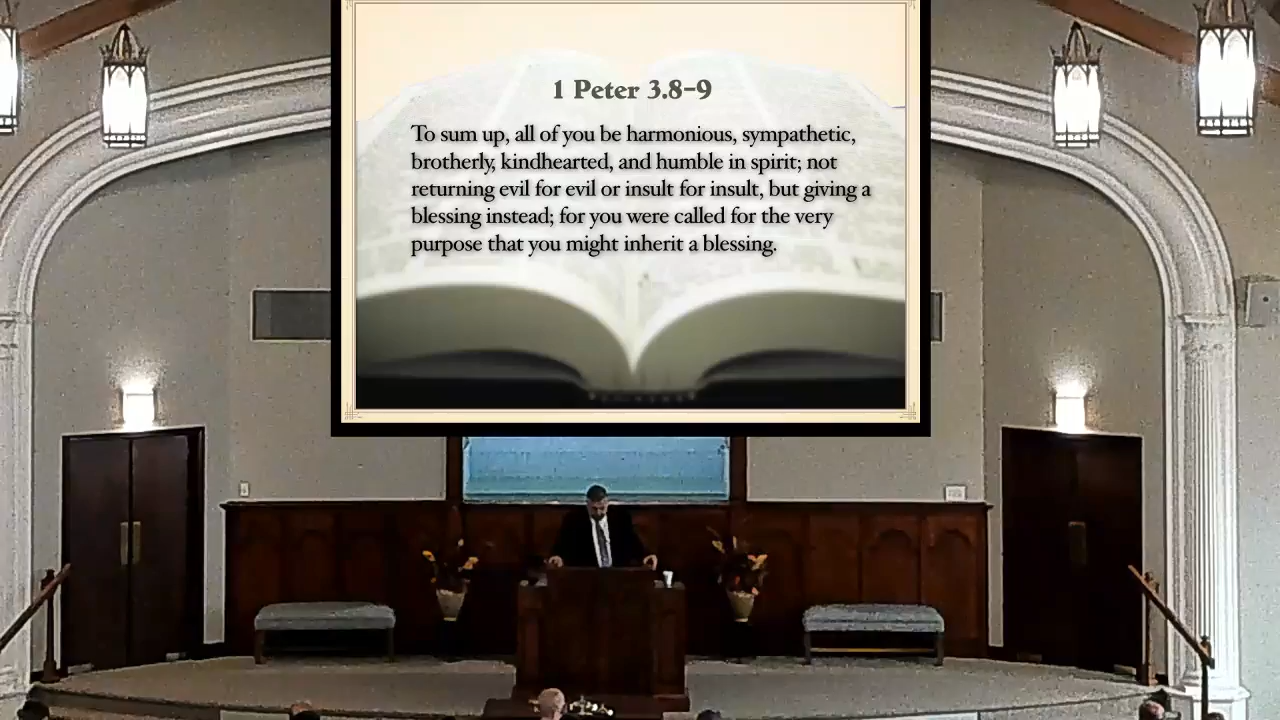 1 Peter 3.8-9
To sum up, all of you be harmonious, sympathetic,
brotherly, kindhearted, and humble in spirit; not
returning evil for evil or insult for insult, but giving a
blessing instead; for you were called for the very
purpose that you might inherit a blessing.